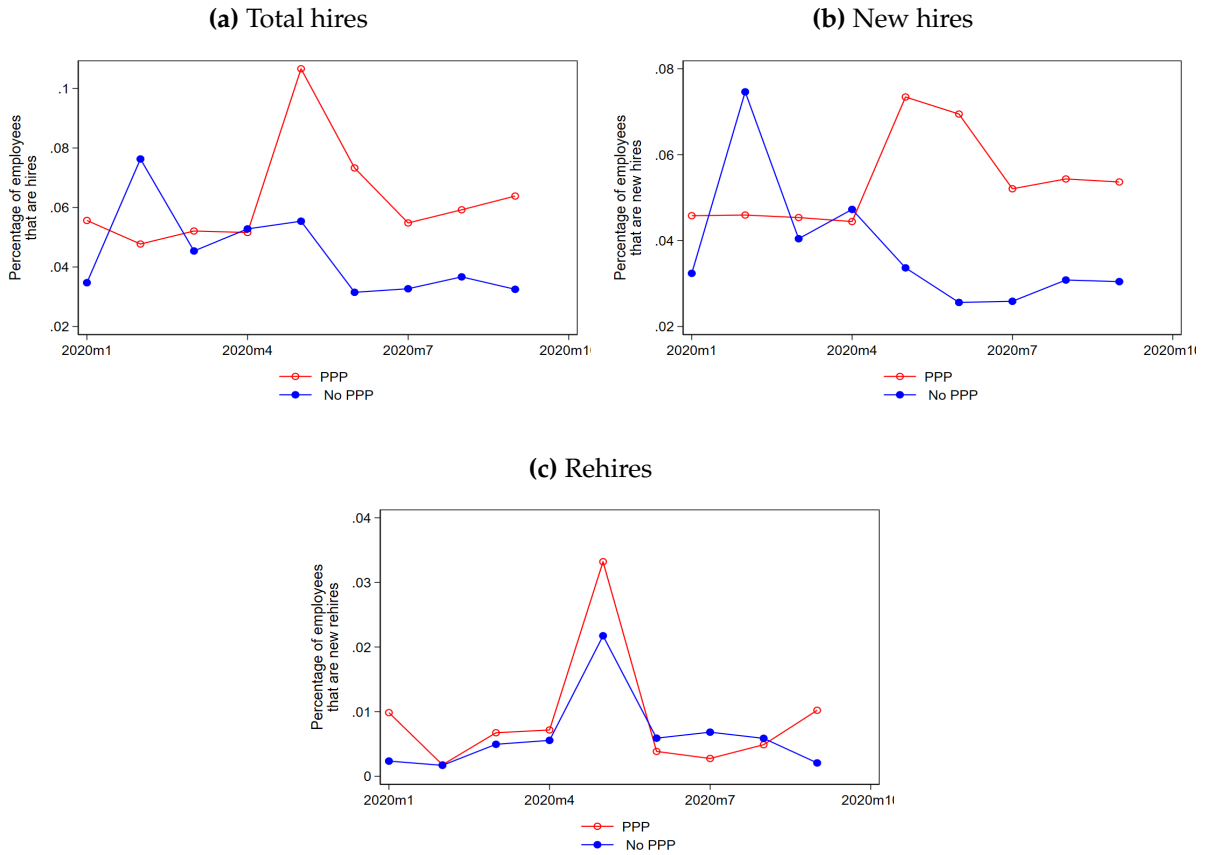 (a) Total hires
Percentage of employees
that are hires
.1
.08
.06
.04
.02
2020m1
2020m4
2020m7
2020m1
PPP
No PPP
(b) New hires
Percentage of employees
that are new hires
.08
.06
.04
.02
2020m1
2020m4
2020m7
2020m10
PPP
No PPP
(c) Rehires
Percentage of employees
that are new rehires
.04
.03
.02
.01
0
2020m1
2020m4
2020m7
2020m10
PPP
No PPP